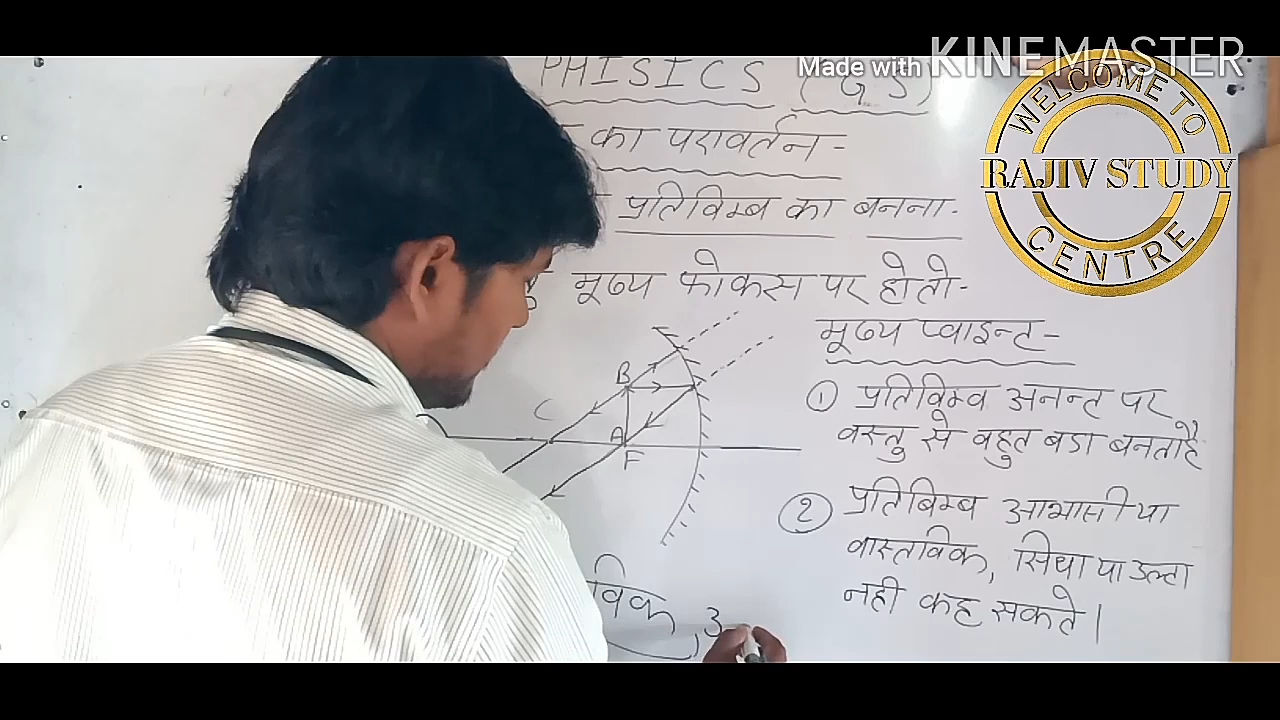 Made with KINEMASTER
WELCOME TO
RAJIV STUDY
CENTRE
PHISICS (G S)
का परावर्तन-
प्रतिविम्ब का बनना-
मूख्य फोकस पर होतो-
मूख्य प्वाइन्ट-
① प्रतिविम्व अनन्त पर
वस्तु से वहुत बडा बनताहै
② प्रतिबिम्ब आभासी या
वास्तविक, सिधा या उल्टा
नही कह सकते।
C
B
A
F
विक, उ